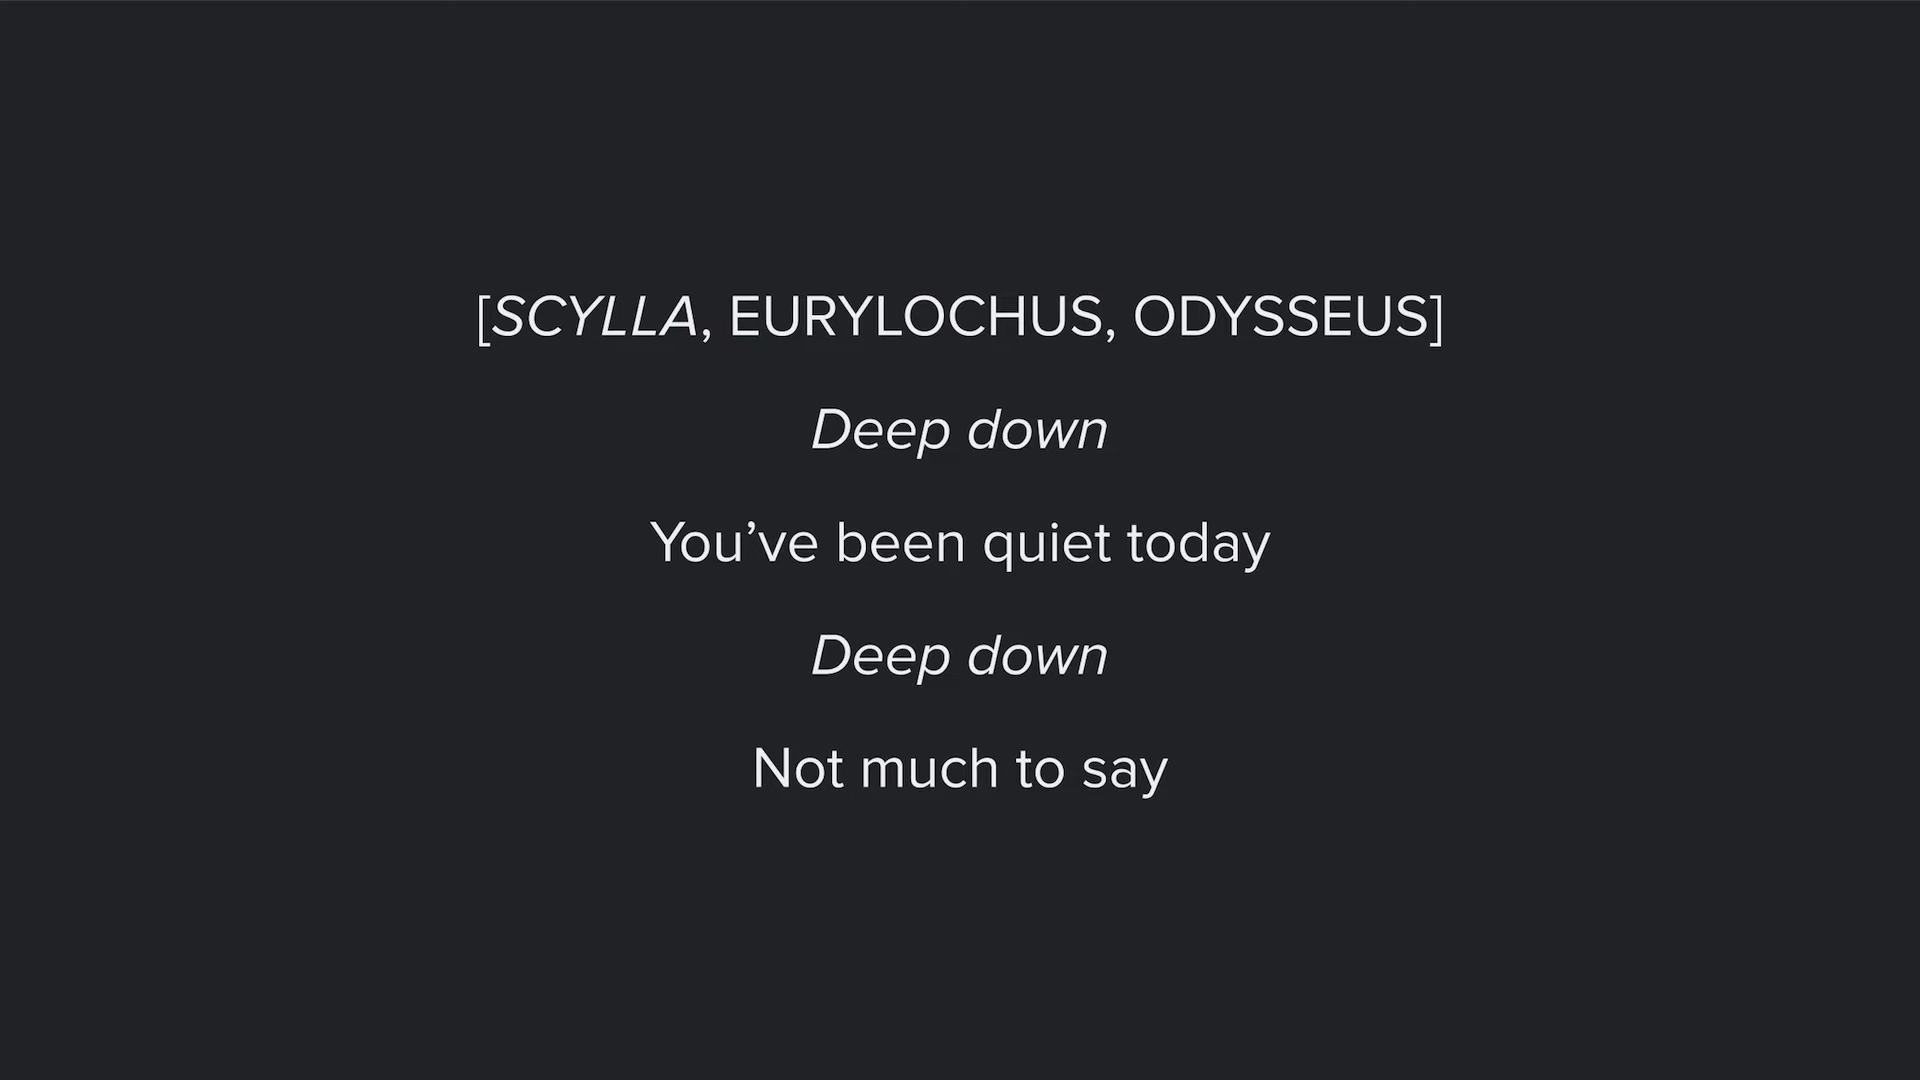 [SCYLLA, EURYLOCHUS, ODYSSEUS]
Deep down
You’ve been quiet today
Deep down
Not much to say